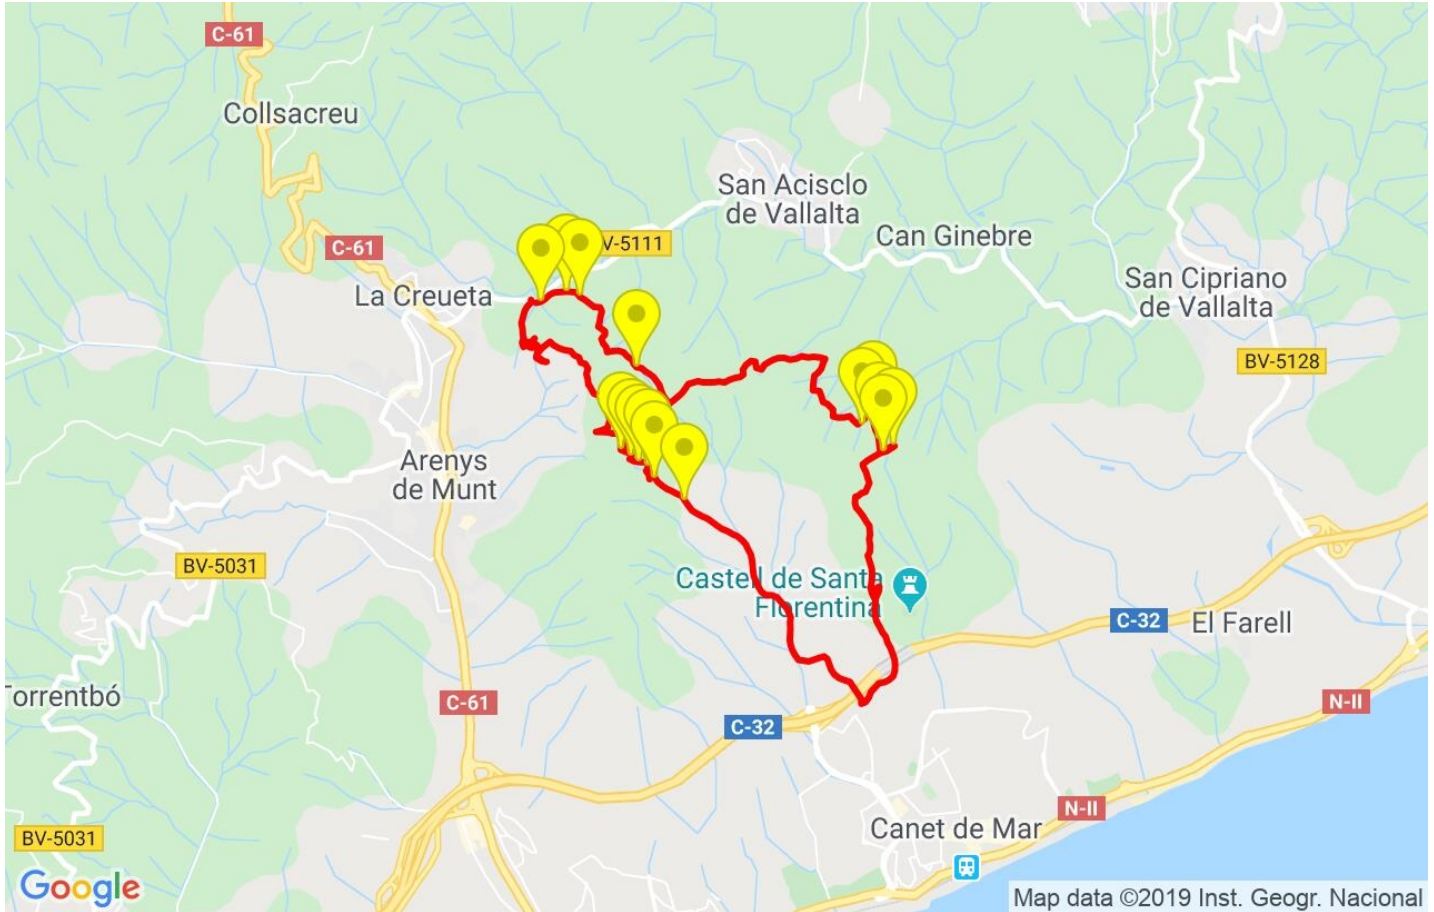 C-61
Collsacreu
San Acisclo
de Vallalta
C-61
V-5111
Can Ginebre
La Creueta
San Cipriano
de Vallalta
BV-5128
Arenys
de Munt
BV-5031
Castell de Santa
Florentina
C-32
El Farell
Torrentbó
C-61
N-II
C-32
N-II
Canet de Mar
BV-5031
Google
Map data ©2019 Inst. Geogr. Nacional